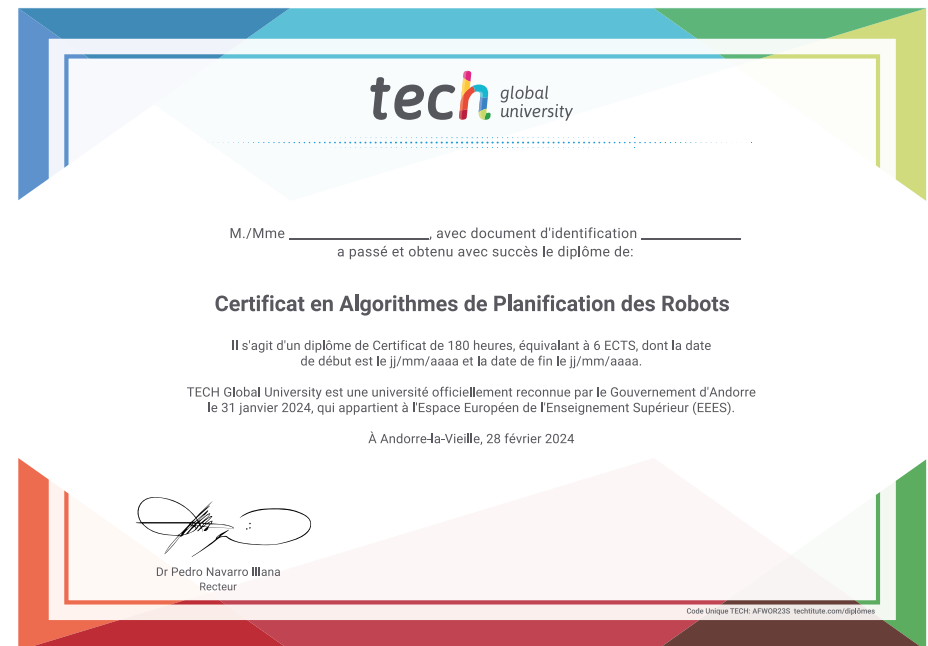 tech global
university
M./Mme ____________________, avec document d'identification ______________
a passé et obtenu avec succès le diplôme de:
Certificat en Algorithmes de Planification des Robots
Il s'agit d'un diplôme de Certificat de 180 heures, équivalant à 6 ECTS, dont la date
de début est le jj/mm/aaaa et la date de fin le jj/mm/aaaa.
TECH Global University est une université officiellement reconnue par le Gouvernement d'Andorre
le 31 janvier 2024, qui appartient à l'Espace Européen de l'Enseignement Supérieur (EEES).
À Andorre-la-Vieille, 28 février 2024
Dr Pedro Navarro Illana
Recteur
Code Unique TECH: AFWOR23S techtitute.com/diplômes